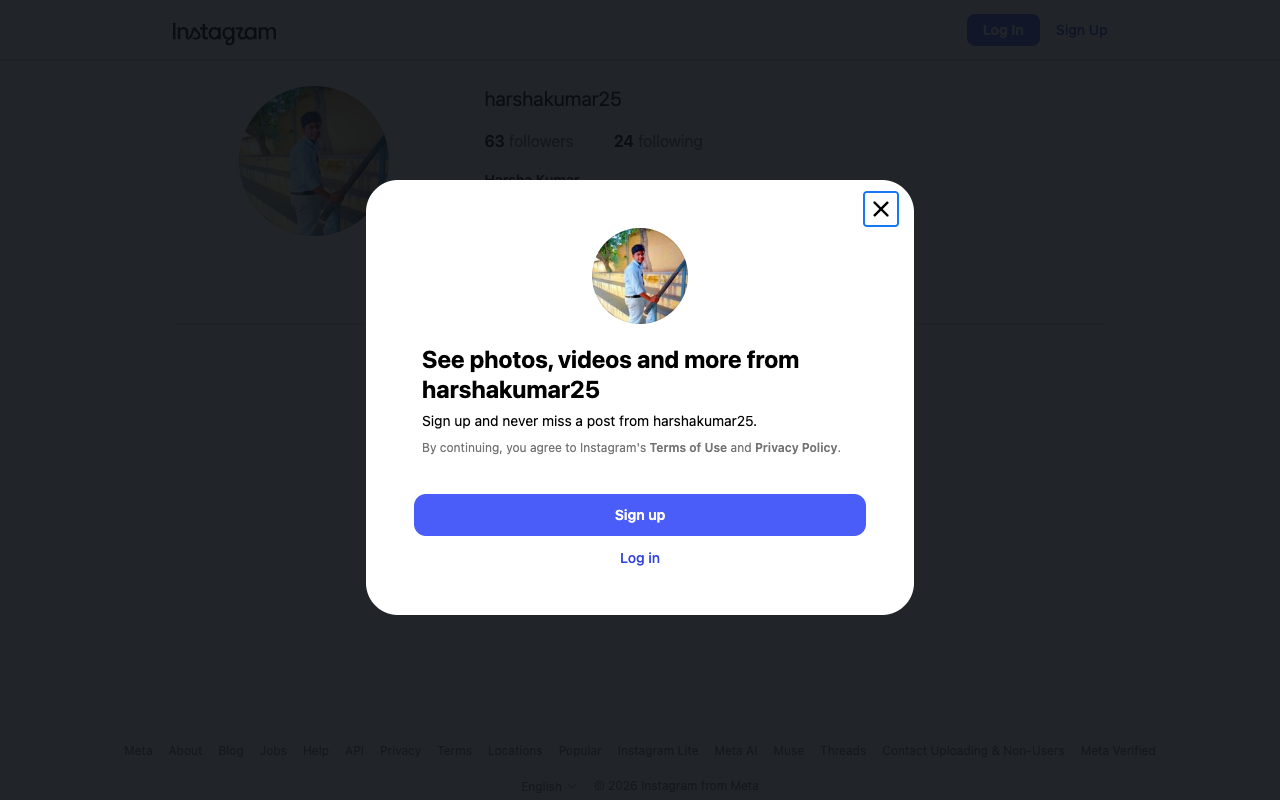 Instagram
Log In
Sign Up
harshakumar25
63 followers 24 following
Harsha Kumar
See photos, videos and more from
harshakumar25
Sign up and never miss a post from harshakumar25.
By continuing, you agree to Instagram's Terms of Use and Privacy Policy.
Sign up
Log in
Meta About Blog Jobs Help API Privacy Terms Locations Popular Instagram Lite Meta AI Muse Threads Contact Uploading & Non-Users Meta Verified
English © 2026 Instagram from Meta